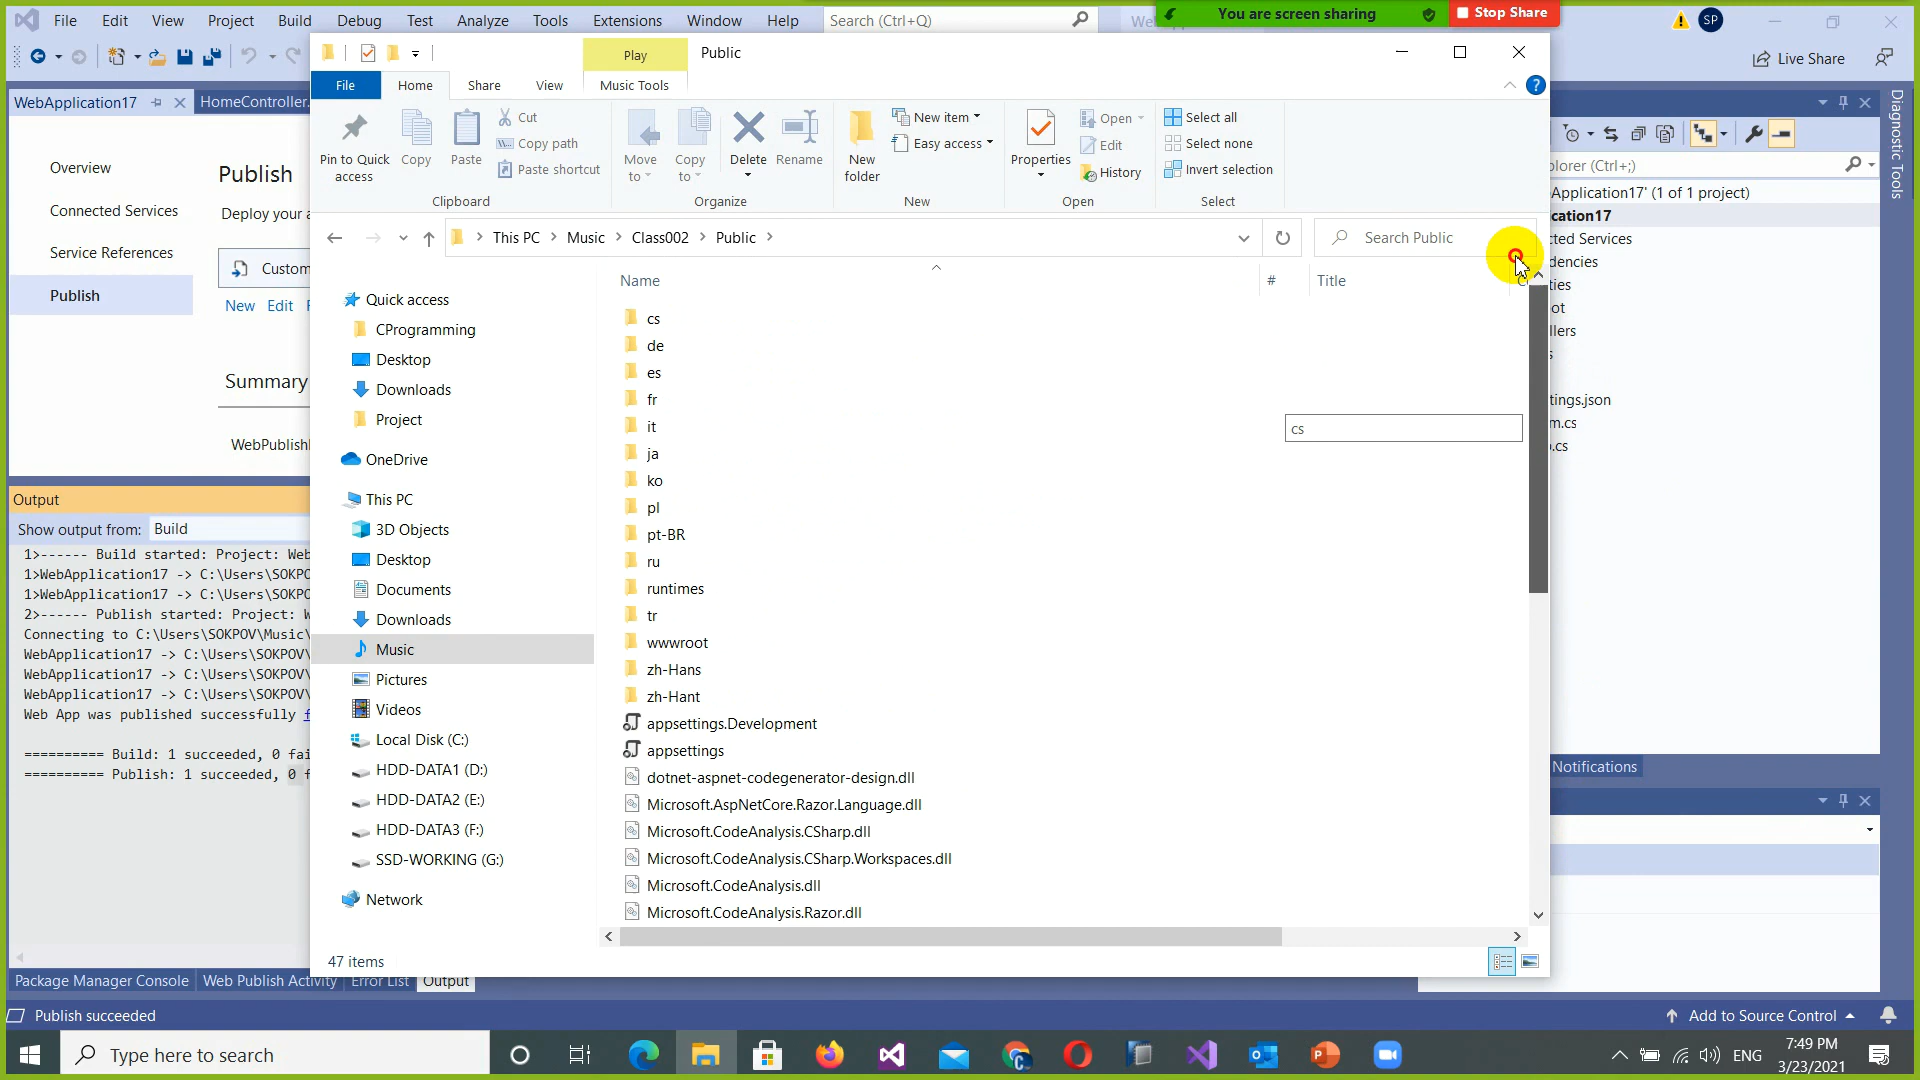 File Edit View Project Build Debug Test Analyze Tools Extensions Window Help Search (Ctrl+Q)
You are screen sharing Stop Share
SP
Live Share
Public
Play
File Home Share View Music Tools
WebApplication17 HomeController.
Pin to Quick access
Copy
Paste
Cut
Copy path
Paste shortcut
Clipboard
Move to
Copy to
Delete
Rename
Organize
New folder
New item
Easy access
New
Properties
Open
Edit
History
Open
Select all
Select none
Invert selection
Select
Diagnostic Tools
plorer (Ctrl+;)
Application17' (1 of 1 project)
cation17
cted Services
dencies
ties
ot
llers
s
tings.json
m.cs
o.cs
Overview
Connected Services
Service References
Publish
Publish
Deploy your a
Custom
New Edit
Summary
WebPublish
This PC Music Class002 Public
Search Public
Name # Title
Quick access
CProgramming
Desktop
Downloads
Project
OneDrive
This PC
3D Objects
Desktop
Documents
Downloads
Music
Pictures
Videos
Local Disk (C:)
HDD-DATA1 (D:)
HDD-DATA2 (E:)
HDD-DATA3 (F:)
SSD-WORKING (G:)
Network
cs
de
es
fr
it
ja
ko
pl
pt-BR
ru
runtimes
tr
wwwroot
zh-Hans
zh-Hant
appsettings.Development
appsettings
dotnet-aspnet-codegenerator-design.dll
Microsoft.AspNetCore.Razor.Language.dll
Microsoft.CodeAnalysis.CSharp.dll
Microsoft.CodeAnalysis.CSharp.Workspaces.dll
Microsoft.CodeAnalysis.dll
Microsoft.CodeAnalysis.Razor.dll
cs
47 items
Output
Show output from: Build
1>------ Build started: Project: Web
1>WebApplication17 -> C:\Users\SOKPO
1>WebApplication17 -> C:\Users\SOKPO
2>------ Publish started: Project: W
Connecting to C:\Users\SOKPOV\Music\
WebApplication17 -> C:\Users\SOKPOV\
WebApplication17 -> C:\Users\SOKPOV\
WebApplication17 -> C:\Users\SOKPOV\
Web App was published successfully f
========== Build: 1 succeeded, 0 fai
========== Publish: 1 succeeded, 0 f
Notifications
Package Manager Console Web Publish Activity Error List Output
Publish succeeded
Add to Source Control
Type here to search
ENG
7:49 PM
3/23/2021